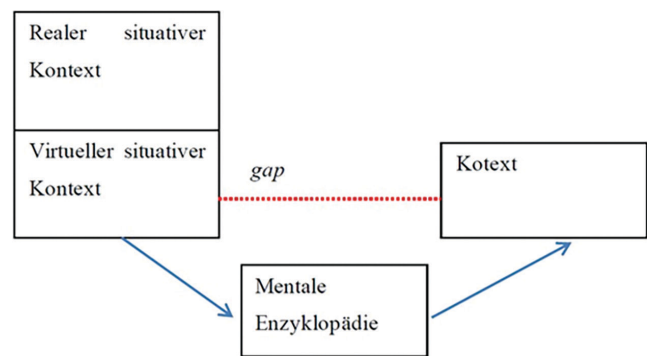 Realer situativer
Kontext
Virtueller situativer
Kontext
gap
Kotext
Mentale
Enzyklopädie